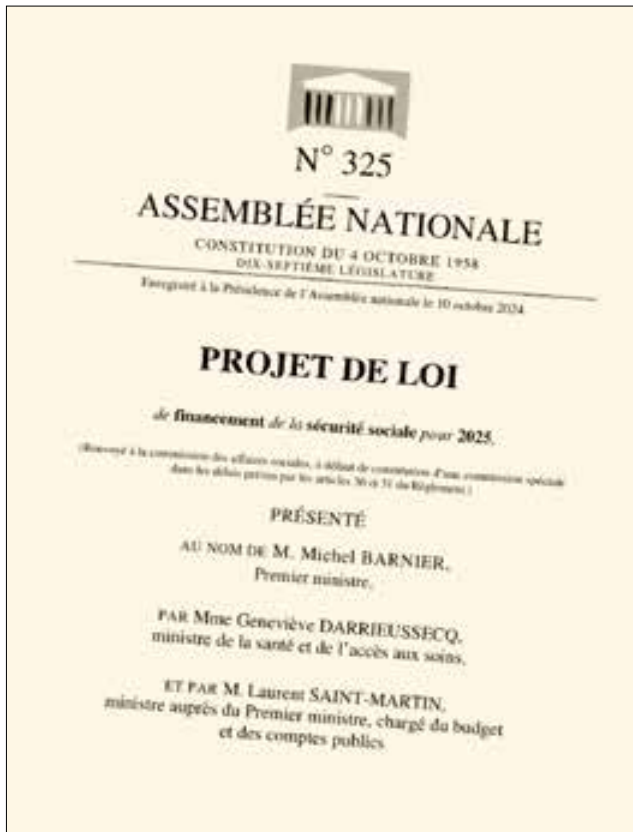 N° 325
ASSEMBLÉE NATIONALE
CONSTITUTION DU 4 OCTOBRE 1958
DIX-SEPTIÈME LÉGISLATURE
Enregistré à la Présidence de l'Assemblée nationale le 10 octobre 2024
PROJET DE LOI
de financement de la sécurité sociale pour 2025,
(Renvoyé à la commission des affaires sociales, à défaut de constitution d'une commission spéciale
dans les délais prévus par les articles 30 et 31 du Règlement.)
PRÉSENTÉ
AU NOM DE M. Michel BARNIER,
Premier ministre,
PAR Mme Geneviève DARRIEUSSECQ,
ministre de la santé et de l'accès aux soins,
ET PAR M. Laurent SAINT-MARTIN,
ministre auprès du Premier ministre, chargé du budget
et des comptes publics